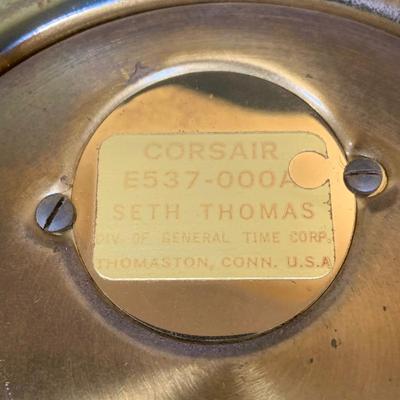 CORSAIR
E537-000A
SETH THOMAS
DIV. OF GENERAL TIME CORP.
THOMASTON, CONN. U.S.A